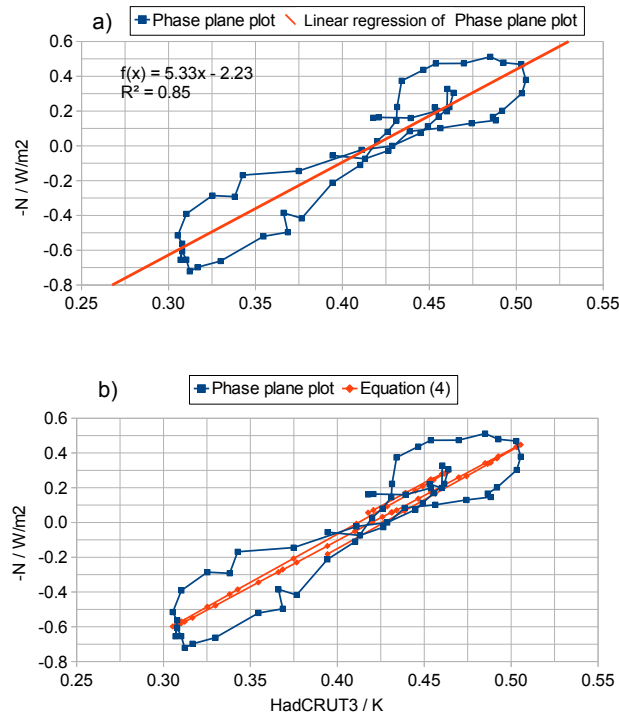 a)
Phase plane plot
Linear regression of Phase plane plot
f(x) = 5.33x - 2.23
R² = 0.85
-N / W/m2
0.6
0.4
0.2
0.0
-0.2
-0.4
-0.6
-0.8
0.25 0.30 0.35 0.40 0.45 0.50 0.55
b)
Phase plane plot
Equation (4)
-N / W/m2
0.6
0.4
0.2
0.0
-0.2
-0.4
-0.6
-0.8
0.25 0.30 0.35 0.40 0.45 0.50 0.55
HadCRUT3 / K